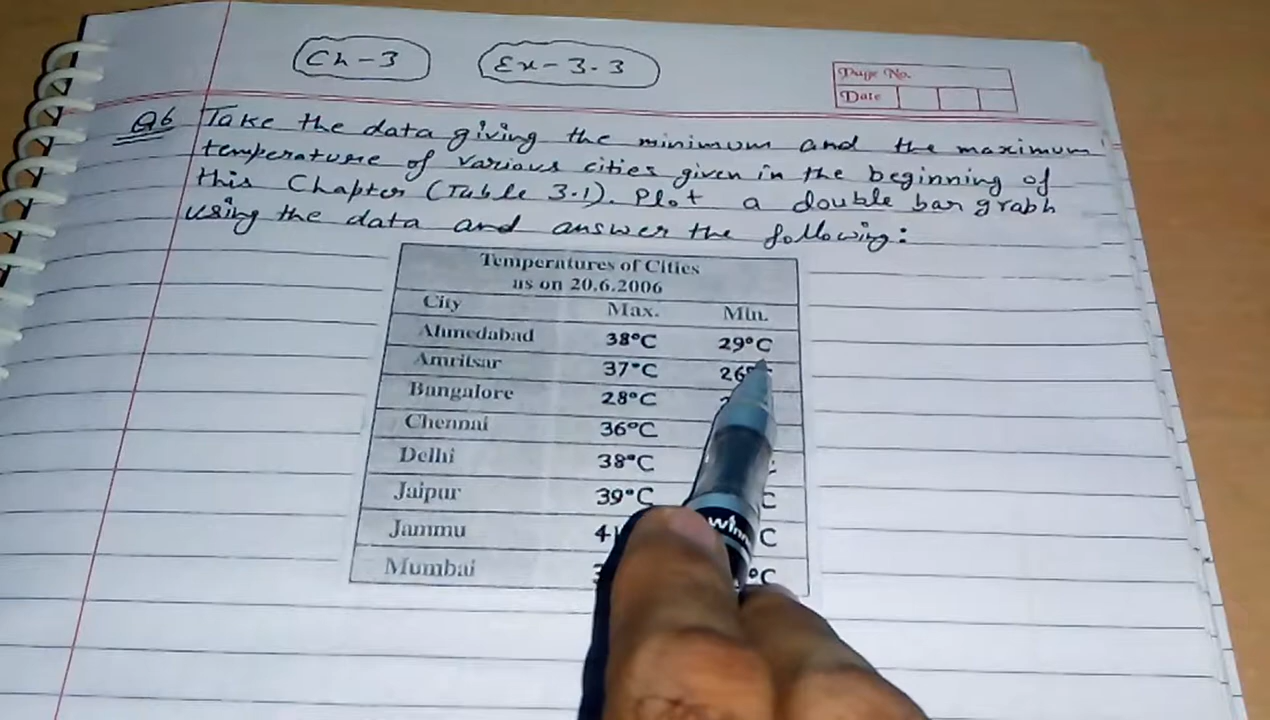 Ch-3 Ex-3.3
Page No.
Date
Q6 Take the data giving the minimum and the maximum
temperature of various cities given in the beginning of
this Chapter (Table 3.1). Plot a double bar graph
using the data and answer the following:
Temperatures of Cities
as on 20.6.2006
City Max. Min.
Ahmedabad 38°C 29°C
Amritsar 37°C 26°C
Bangalore 28°C
Chennai 36°C
Delhi 38°C
Jaipur 39°C C
Jammu C
Mumbai °C